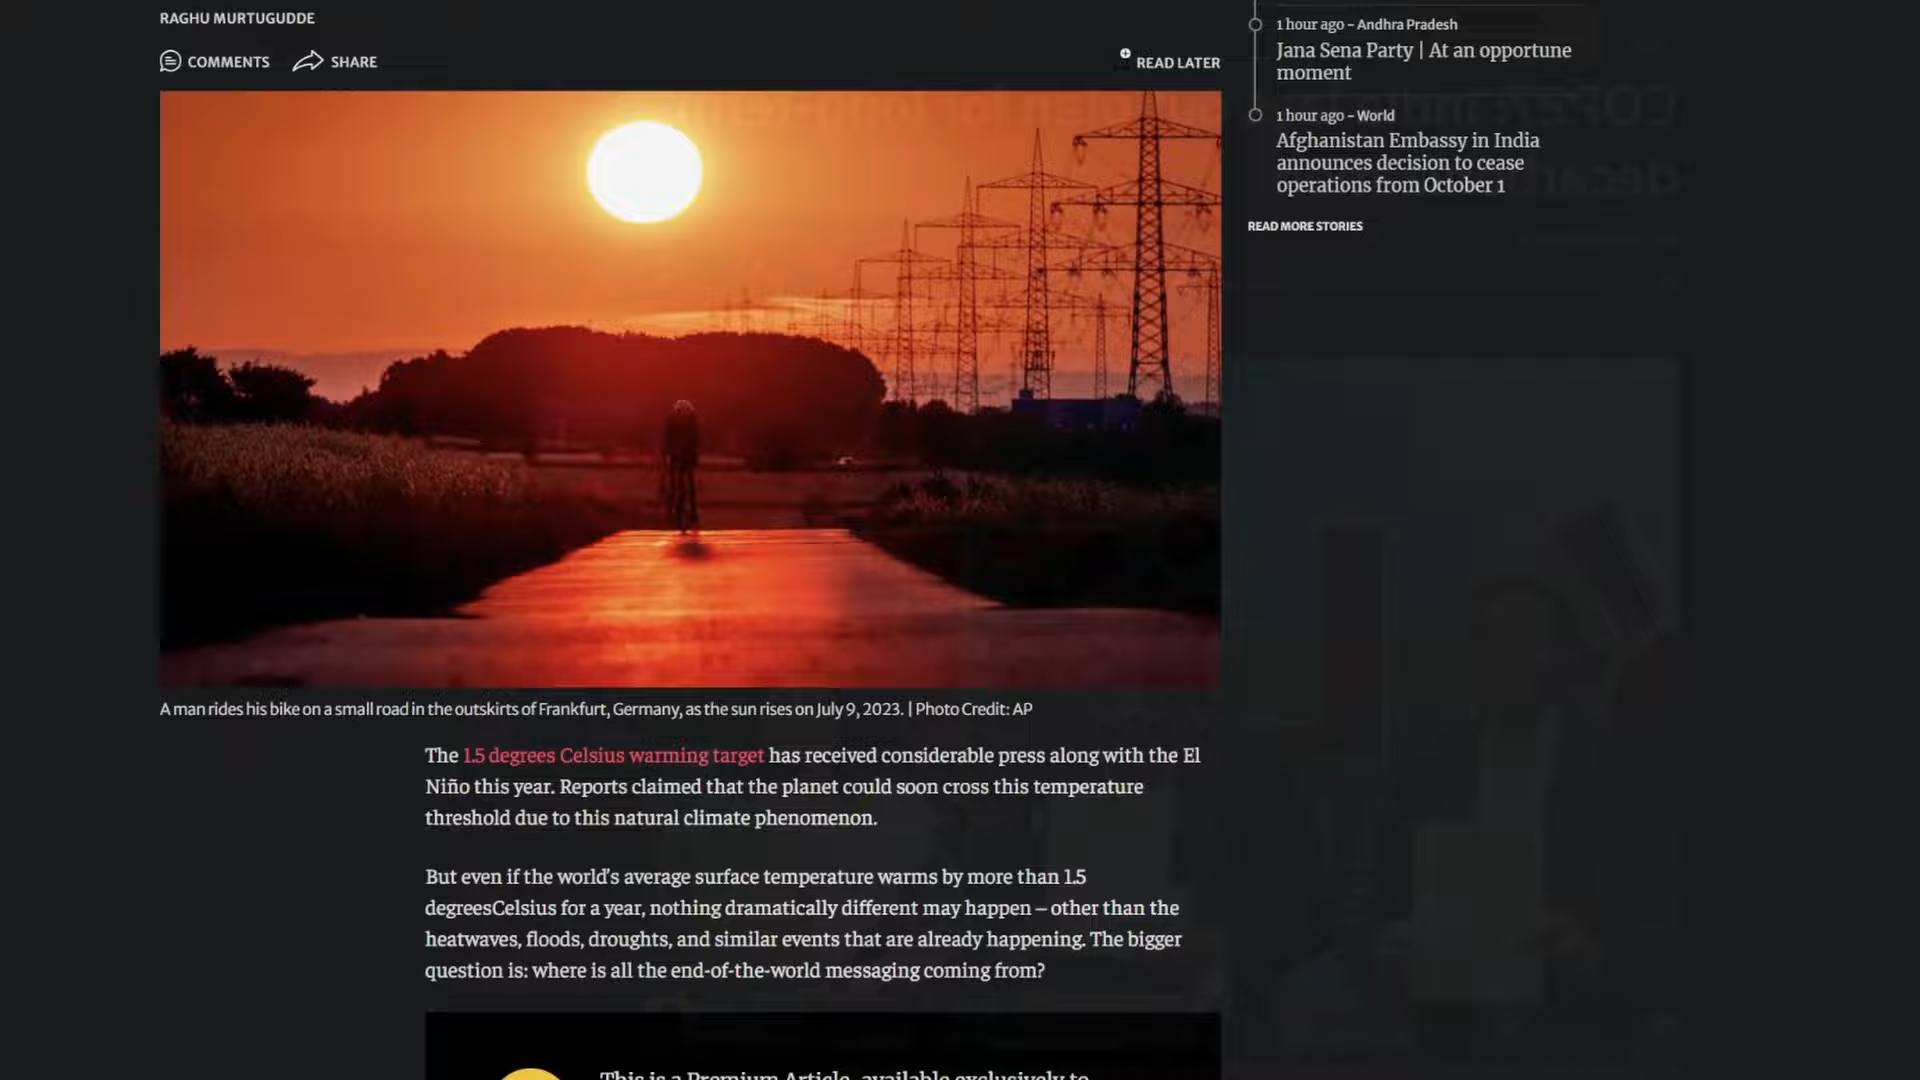 RAGHU MURTUGUDDE
COMMENTS
SHARE
READ LATER
A man rides his bike on a small road in the outskirts of Frankfurt, Germany, as the sun rises on July 9, 2023. | Photo Credit: AP
The 1.5 degrees Celsius warming target has received considerable press along with the El
Niño this year. Reports claimed that the planet could soon cross this temperature
threshold due to this natural climate phenomenon.
But even if the world's average surface temperature warms by more than 1.5
degreesCelsius for a year, nothing dramatically different may happen – other than the
heatwaves, floods, droughts, and similar events that are already happening. The bigger
question is: where is all the end-of-the-world messaging coming from?
This is a Premium Article, available exclusively to
1 hour ago - Andhra Pradesh
Jana Sena Party | At an opportune
moment
1 hour ago - World
Afghanistan Embassy in India
announces decision to cease
operations from October 1
READ MORE STORIES